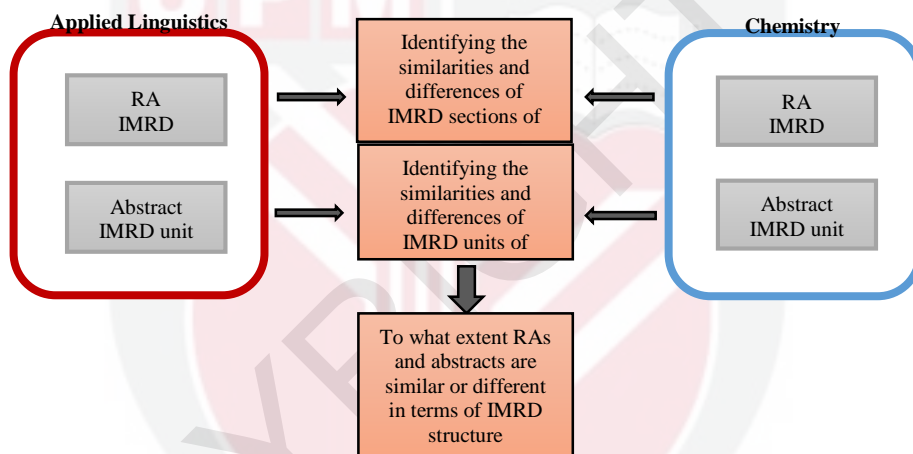 Applied Linguistics
Chemistry
RA
IMRD
Abstract
IMRD unit
Identifying the
similarities and
differences of
IMRD sections of
Identifying the
similarities and
differences of
IMRD units of
To what extent RAs
and abstracts are
similar or different
in terms of IMRD
structure
RA
IMRD
Abstract
IMRD unit